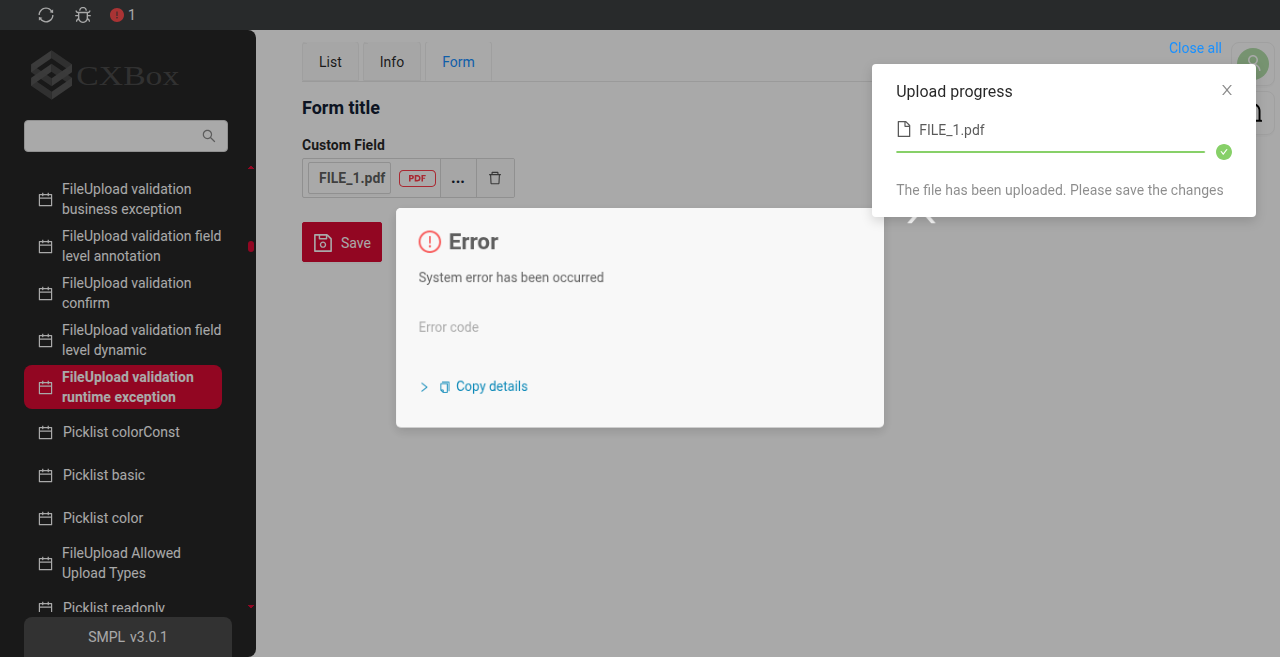 1
CXBox
FileUpload validation
business exception
FileUpload validation field
level annotation
FileUpload validation
confirm
FileUpload validation field
level dynamic
FileUpload validation
runtime exception
Picklist colorConst
Picklist basic
Picklist color
FileUpload Allowed
Upload Types
Picklist readonly
SMPL v3.0.1
List Info Form
Form title
Custom Field
FILE_1.pdf PDF ...
Save
Error
System error has been occurred
Error code
Copy details
Close all
Upload progress
FILE_1.pdf
The file has been uploaded. Please save the changes